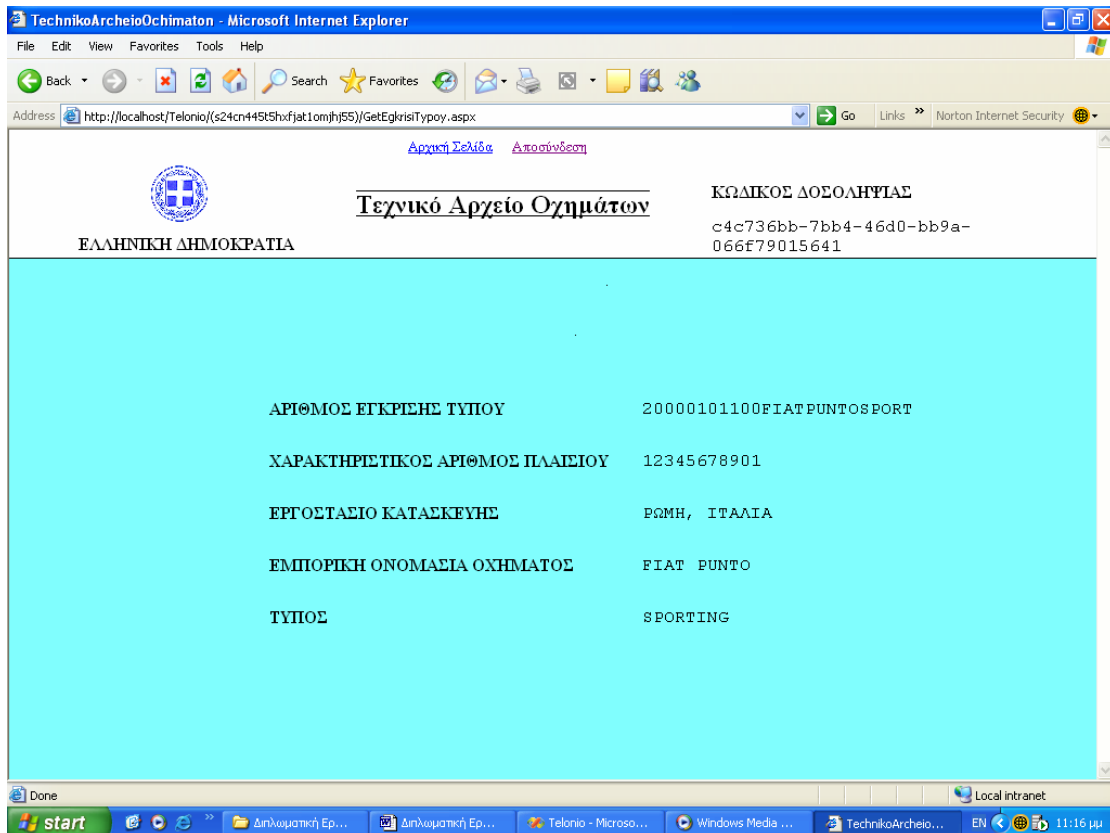 TechnikoArcheioOchimaton - Microsoft Internet Explorer
File Edit View Favorites Tools Help
Back Search Favorites
Address http://localhost/Telonio/(s24cn445t5hxfjat1omjhj55)/GetEgkrisiTypoy.aspx Go Links » Norton Internet Security
Αρχική Σελίδα Αποσύνδεση
Τεχνικό Αρχείο Οχημάτων
ΕΛΛΗΝΙΚΗ ΔΗΜΟΚΡΑΤΙΑ
ΚΩΔΙΚΟΣ ΔΟΣΟΛΗΨΙΑΣ
c4c736bb-7bb4-46d0-bb9a-
066f79015641
ΑΡΙΘΜΟΣ ΕΓΚΡΙΣΗΣ ΤΥΠΟΥ 20000101100FIATPUNTOSPORT
ΧΑΡΑΚΤΗΡΙΣΤΙΚΟΣ ΑΡΙΘΜΟΣ ΠΛΑΙΣΙΟΥ 12345678901
ΕΡΓΟΣΤΑΣΙΟ ΚΑΤΑΣΚΕΥΗΣ ΡΩΜΗ, ΙΤΑΛΙΑ
ΕΜΠΟΡΙΚΗ ΟΝΟΜΑΣΙΑ ΟΧΗΜΑΤΟΣ FIAT PUNTO
ΤΥΠΟΣ SPORTING
Done Local intranet
start » Διπλωματική Ερ... Διπλωματική Ερ... Telonio - Microso... Windows Media ... TechnikoArcheio... EN 11:16 μμ